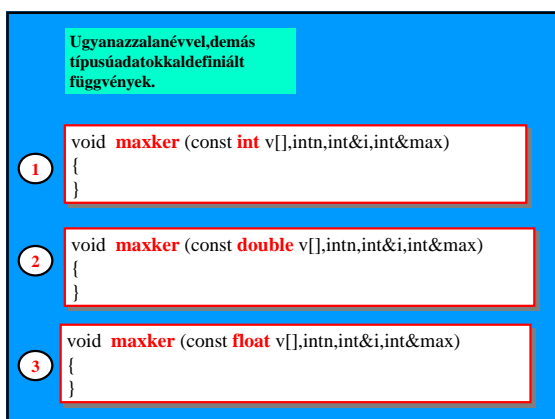 Ugyanazzalanévvel,demás
típusúadatokkaldefiniált
függvények.
1
void maxker (const int v[],intn,int&i,int&max)
{
}
2
void maxker (const double v[],intn,int&i,int&max)
{
}
3
void maxker (const float v[],intn,int&i,int&max)
{
}